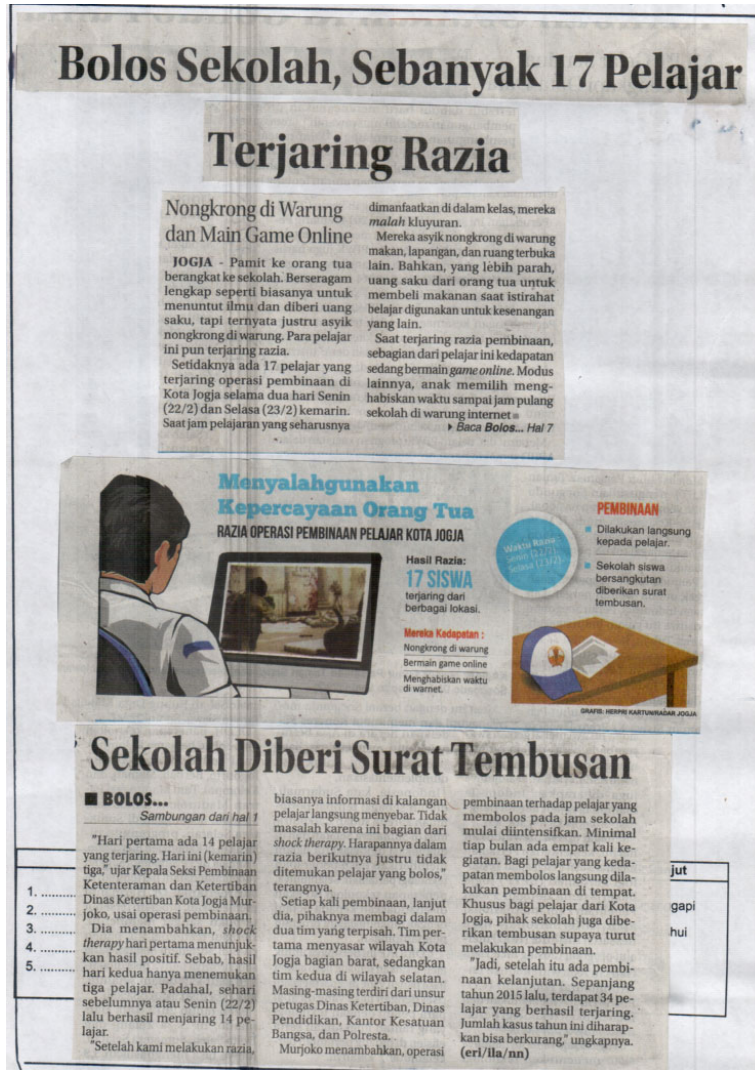 Bolos Sekolah, Sebanyak 17 Pelajar
Terjaring Razia
Nongkrong di Warung
dan Main Game Online
JOGJA - Pamit ke orang tua
berangkat ke sekolah. Berseragam
lengkap seperti biasanya untuk
menuntut ilmu dan diberi uang
saku, tapi ternyata justru asyik
nongkrong di warung. Para pelajar
ini pun terjaring razia.
Setidaknya ada 17 pelajar yang
terjaring operasi pembinaan di
Kota Jogja selama dua hari Senin
(22/2) dan Selasa (23/2) kemarin.
Saat jam pelajaran yang seharusnya
dimanfaatkan di dalam kelas, mereka
malah kluyuran.
Mereka asyik nongkrong di warung
makan, lapangan, dan ruang terbuka
lain. Bahkan, yang lebih parah,
uang saku dari orang tua untuk
membeli makanan saat istirahat
belajar digunakan untuk kesenangan
yang lain.
Saat terjaring razia pembinaan,
sebagian dari pelajar ini kedapatan
sedang bermain game online. Modus
lainnya, anak memilih meng-
habiskan waktu sampai jam pulang
sekolah di warung internet
Baca Bolos... Hal 7
Menyalahgunakan
Kepercayaan Orang Tua
RAZIA OPERASI PEMBINAAN PELAJAR KOTA JOGJA
Hasil Razia:
17 SISWA
terjaring dari
berbagai lokasi.
Mereka Kedapatan :
Nongkrong di warung
Bermain game online
Menghabiskan waktu
di warnet.
Waktu Razia:
senin (22/2),
selasa (23/2).
PEMBINAAN
Dilakukan langsung
kepada pelajar.
Sekolah siswa
bersangkutan
diberikan surat
tembusan.
GRAFIS: HERPRI KARTUN/RADAR JOGJA
Sekolah Diberi Surat Tembusan
BOLOS...
Sambungan dari hal 1
"Hari pertama ada 14 pelajar
yang terjaring. Hari ini (kemarin)
tiga," ujar Kepala Seksi Pembinaan
Ketenteraman dan Ketertiban
Dinas Ketertiban Kota Jogja Mur-
joko, usai operasi pembinaan.
Dia menambahkan, shock
therapy hari pertama menunjuk-
kan hasil positif. Sebab, hasil
hari kedua hanya menemukan
tiga pelajar. Padahal, sehari
sebelumnya atau Senin (22/2)
lalu berhasil menjaring 14 pe-
lajar.
"Setelah kami melakukan razia,
biasanya informasi di kalangan
pelajar langsung menyebar. Tidak
masalah karena ini bagian dari
shock therapy. Harapannya dalam
razia berikutnya justru tidak
ditemukan pelajar yang bolos,"
terangnya.
Setiap kali pembinaan, lanjut
dia, pihaknya membagi dalam
dua tim yang terpisah. Tim per-
tama menyasar wilayah Kota
Jogja bagian barat, sedangkan
tim kedua di wilayah selatan.
Masing-masing terdiri dari unsur
petugas Dinas Ketertiban, Dinas
Pendidikan, Kantor Kesatuan
Bangsa, dan Polresta.
Murjoko menambahkan, operasi
pembinaan terhadap pelajar yang
membolos pada jam sekolah
mulai diintensifkan. Minimal
tiap bulan ada empat kali ke-
giatan. Bagi pelajar yang keda-
patan membolos langsung dila-
kukan pembinaan di tempat.
Khusus bagi pelajar dari Kota
Jogja, pihak sekolah juga dibe-
rikan tembusan supaya turut
melakukan pembinaan.
"Jadi, setelah itu ada pembi-
naan kelanjutan. Sepanjang
tahun 2015 lalu, terdapat 34 pe-
lajar yang berhasil terjaring.
Jumlah kasus tahun ini diharap-
kan bisa berkurang," ungkapnya.
(eri/ila/nn)
1. ..........
2. ..........
3. ..........
4. ..........
5. ..........
jut
gapi
hui